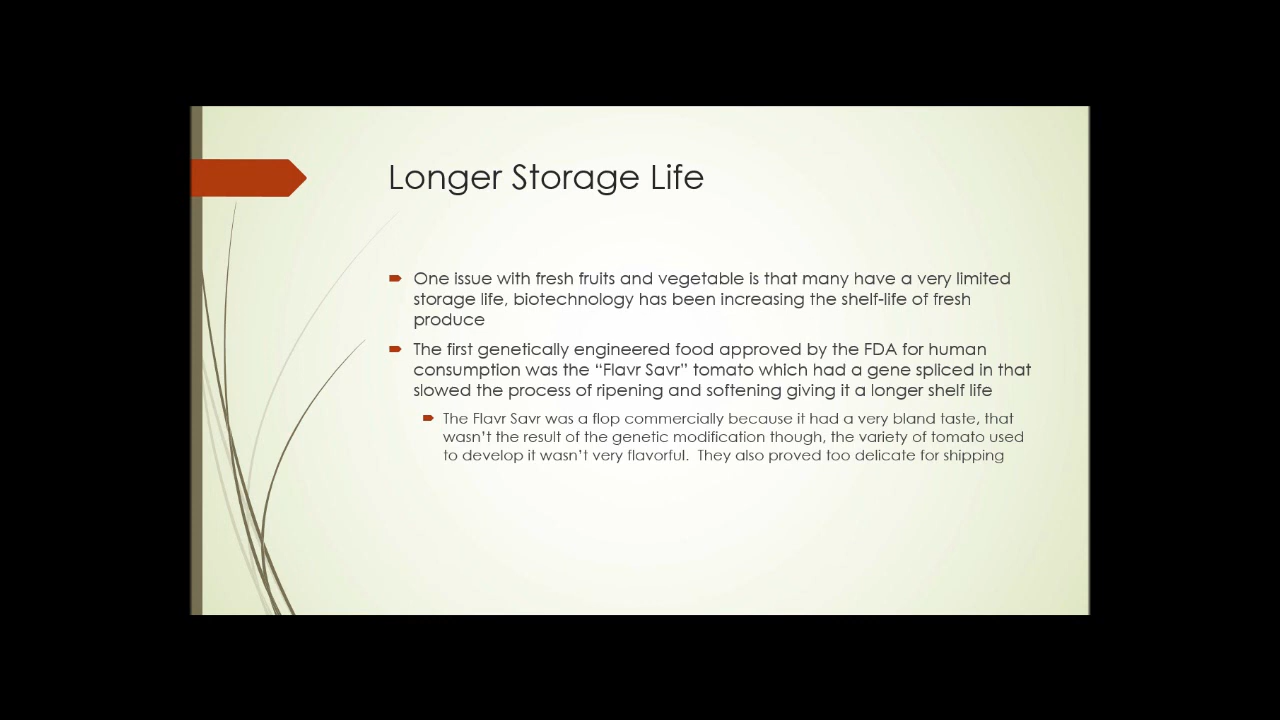 Longer Storage Life
One issue with fresh fruits and vegetable is that many have a very limited
storage life, biotechnology has been increasing the shelf-life of fresh
produce
The first genetically engineered food approved by the FDA for human
consumption was the “Flavr Savr” tomato which had a gene spliced in that
slowed the process of ripening and softening giving it a longer shelf life
The Flavr Savr was a flop commercially because it had a very bland taste, that
wasn’t the result of the genetic modification though, the variety of tomato used
to develop it wasn’t very flavorful.  They also proved too delicate for shipping